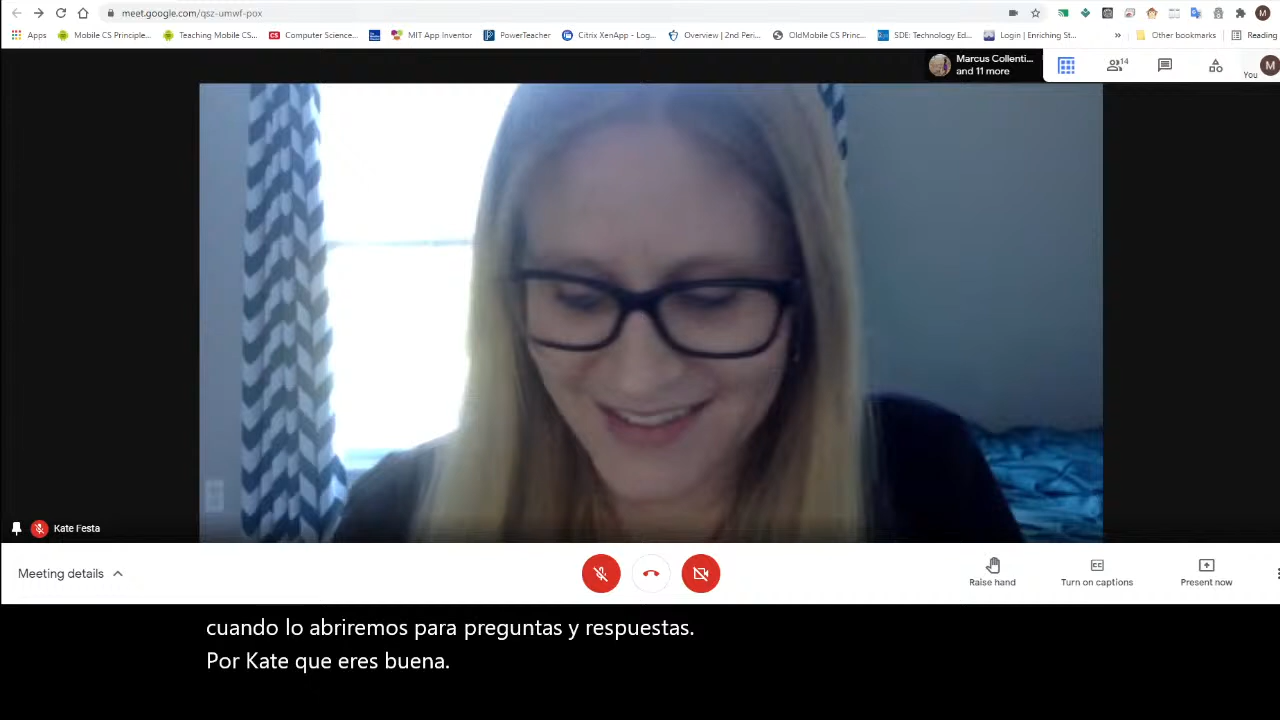 meet.google.com/qsz-umwf-pox
M
Apps
Mobile CS Principle...
Teaching Mobile CS...
CS
Computer Science...
MIT App Inventor
PowerTeacher
Citrix XenApp - Log...
Overview | 2nd Peri...
OldMobile CS Princ...
SDE: Technology Ed...
Login | Enriching St...
»
Other bookmarks
Reading
Marcus Collenti...
and 11 more
14
You
M
Kate Festa
Meeting details
Raise hand
Turn on captions
Present now
cuando lo abriremos para preguntas y respuestas.
Por Kate que eres buena.